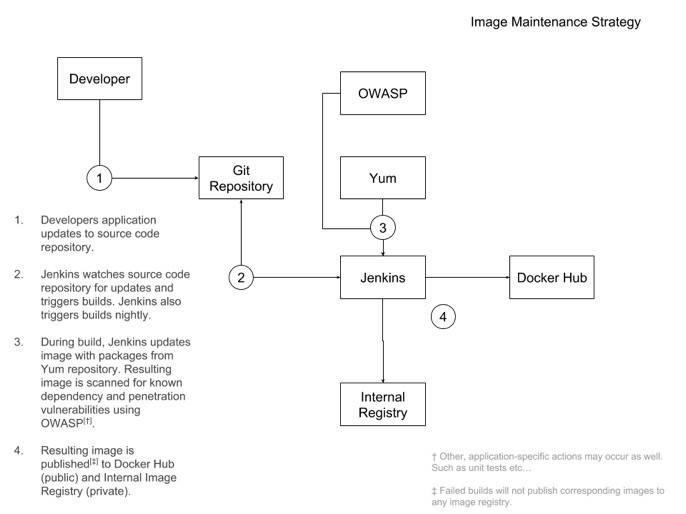 Image Maintenance Strategy
Developer
OWASP
Git
Repository
Yum
1
3
2
Jenkins
Docker Hub
4
Internal
Registry
1. Developers application
updates to source code
repository.
2. Jenkins watches source code
repository for updates and
triggers builds. Jenkins also
triggers builds nightly.
3. During build, Jenkins updates
image with packages from
Yum repository. Resulting
image is scanned for known
dependency and penetration
vulnerabilities using
OWASP[†].
4. Resulting image is
published[‡] to Docker Hub
(public) and Internal Image
Registry (private).
† Other, application-specific actions may occur as well.
Such as unit tests etc…
‡ Failed builds will not publish corresponding images to
any image registry.